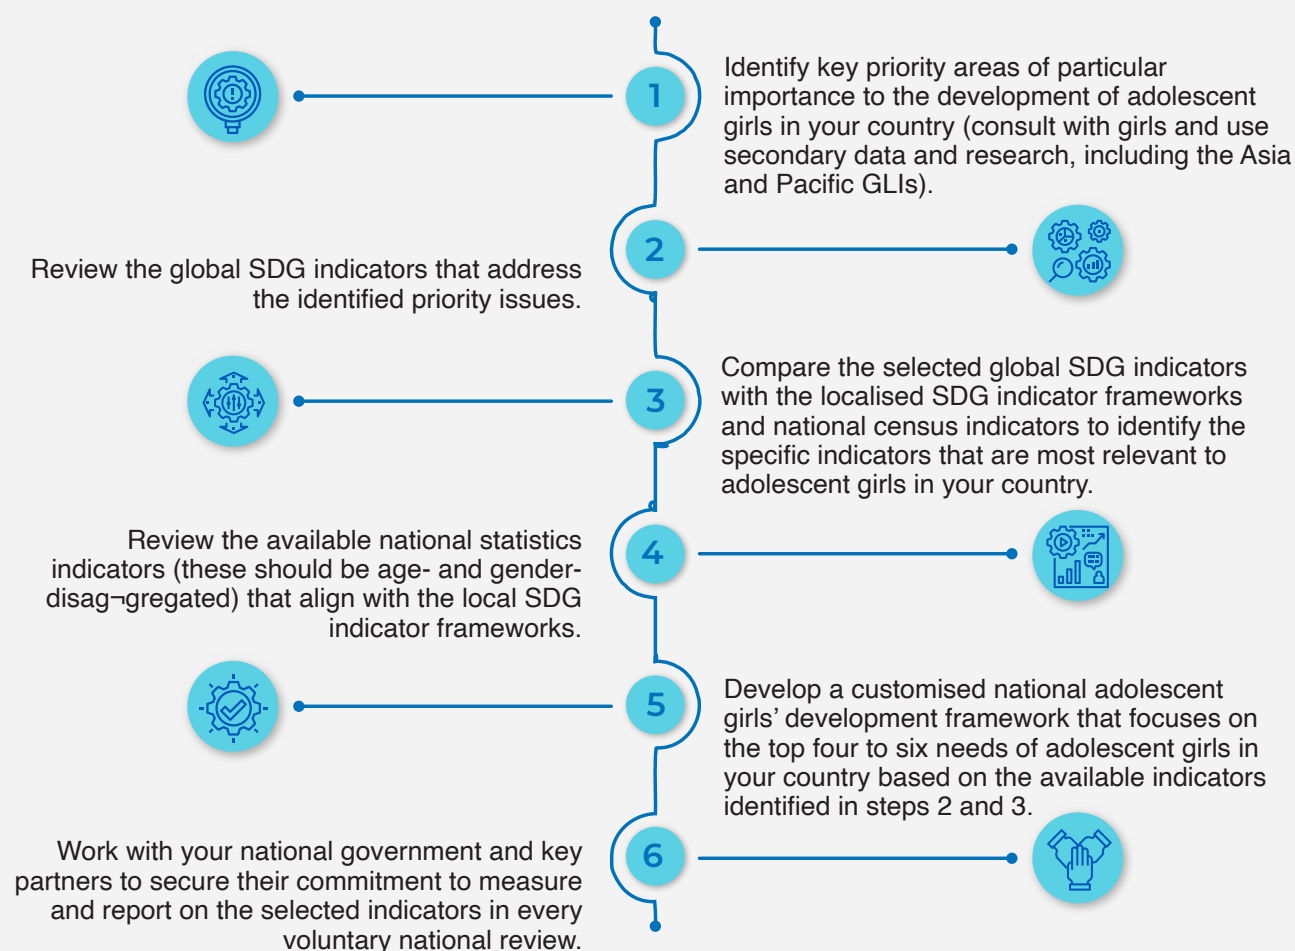 1
Identify key priority areas of particular
importance to the development of adolescent
girls in your country (consult with girls and use
secondary data and research, including the Asia
and Pacific GLIs).
2
Review the global SDG indicators that address
the identified priority issues.
3
Compare the selected global SDG indicators
with the localised SDG indicator frameworks
and national census indicators to identify the
specific indicators that are most relevant to
adolescent girls in your country.
4
Review the available national statistics
indicators (these should be age- and gender-
disag¬gregated) that align with the local SDG
indicator frameworks.
5
Develop a customised national adolescent
girls’ development framework that focuses on
the top four to six needs of adolescent girls in
your country based on the available indicators
identified in steps 2 and 3.
6
Work with your national government and key
partners to secure their commitment to measure
and report on the selected indicators in every
voluntary national review.